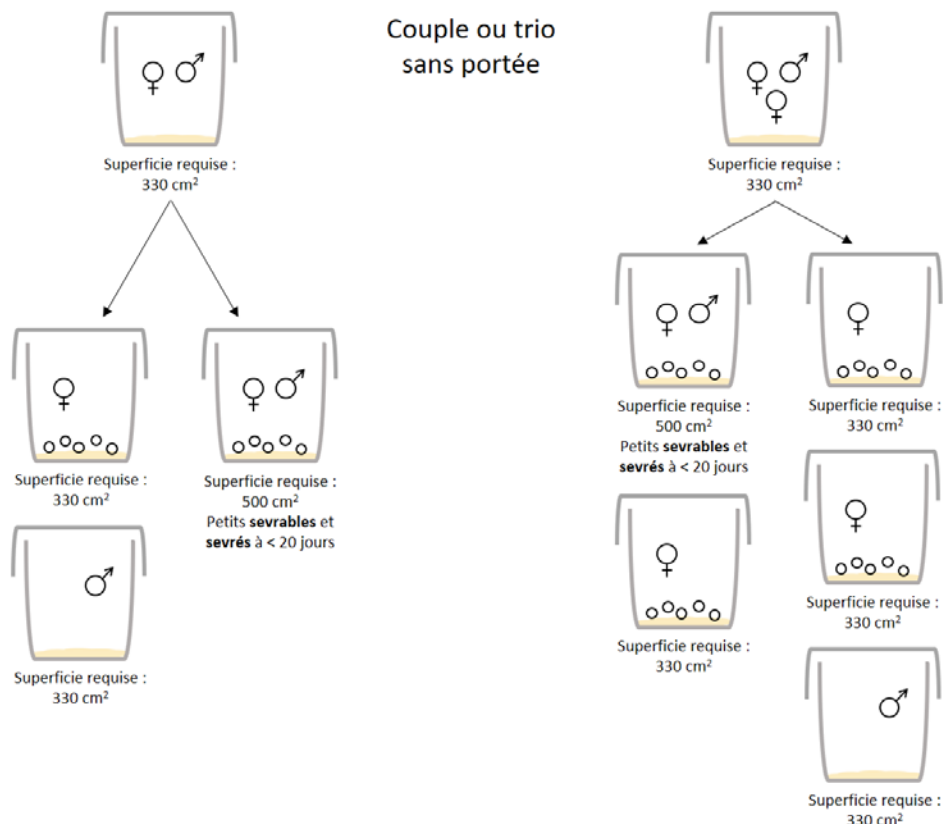 Couple ou trio
sans portée
Superficie requise :
330 cm²
Superficie requise :
330 cm²
Superficie requise :
330 cm²
Superficie requise :
500 cm²
Petits sevrables et
sevrés à < 20 jours
Superficie requise :
330 cm²
Superficie requise :
500 cm²
Petits sevrables et
sevrés à < 20 jours
Superficie requise :
330 cm²
Superficie requise :
330 cm²
Superficie requise :
330 cm²
Superficie requise :
330 cm²